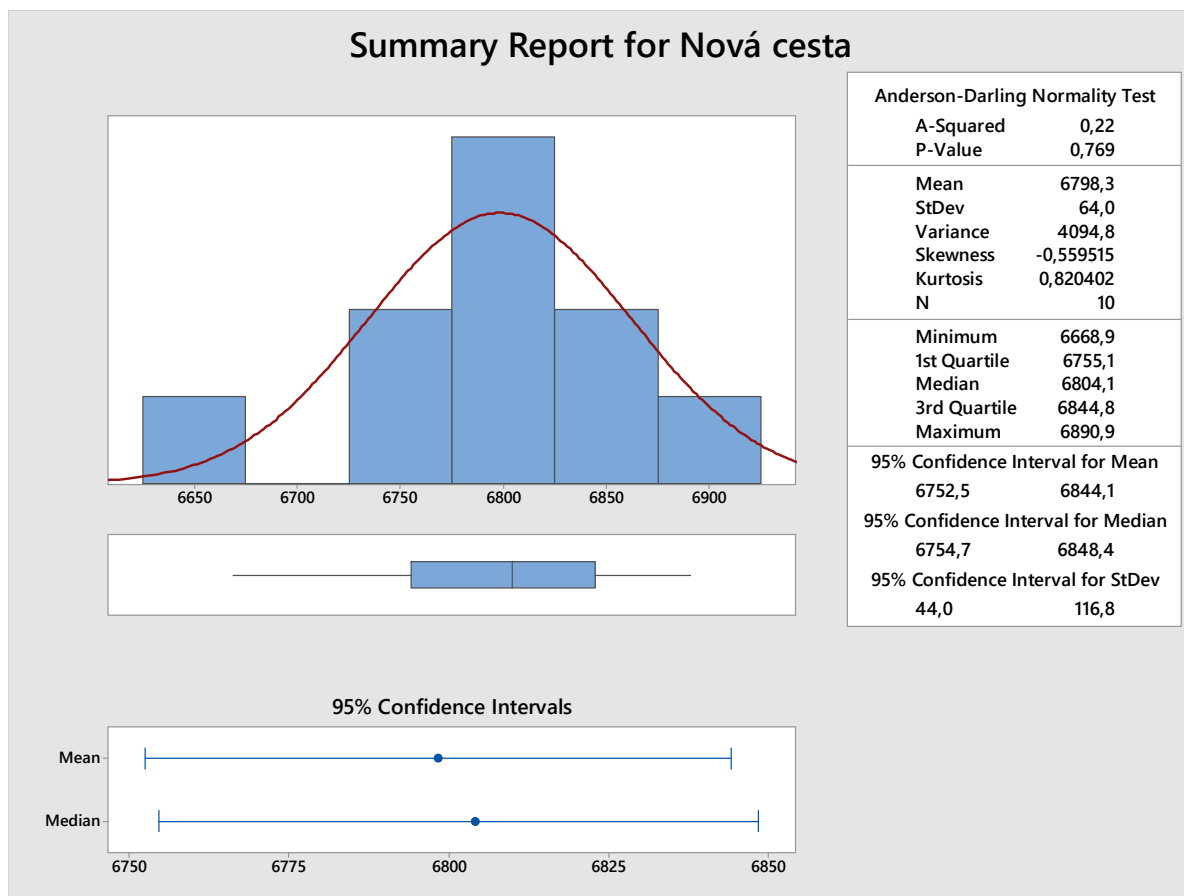 Summary Report for Nová cesta
6650 6700 6750 6800 6850 6900
Anderson-Darling Normality Test
A-Squared 0,22
P-Value 0,769
Mean 6798,3
StDev 64,0
Variance 4094,8
Skewness -0,559515
Kurtosis 0,820402
N 10
Minimum 6668,9
1st Quartile 6755,1
Median 6804,1
3rd Quartile 6844,8
Maximum 6890,9
95% Confidence Interval for Mean
6752,5 6844,1
95% Confidence Interval for Median
6754,7 6848,4
95% Confidence Interval for StDev
44,0 116,8
95% Confidence Intervals
Mean
Median
6750 6775 6800 6825 6850